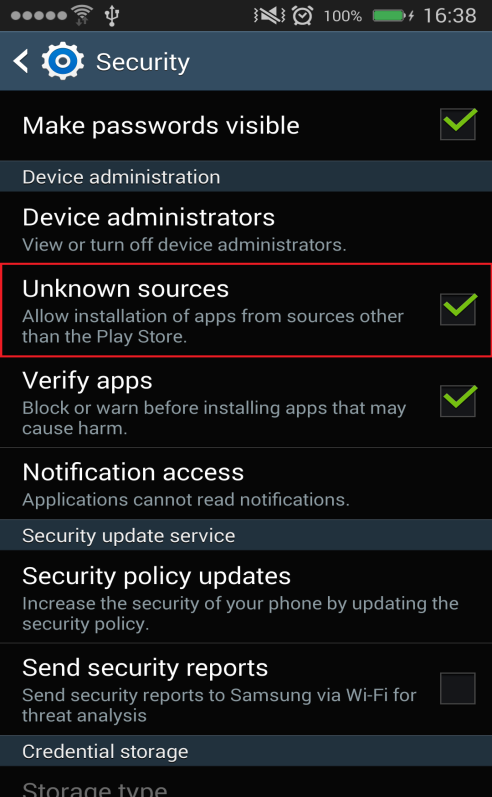 100% 16:38
Security
Make passwords visible
Device administration
Device administrators
View or turn off device administrators.
Unknown sources
Allow installation of apps from sources other
than the Play Store.
Verify apps
Block or warn before installing apps that may
cause harm.
Notification access
Applications cannot read notifications.
Security update service
Security policy updates
Increase the security of your phone by updating the
security policy.
Send security reports
Send security reports to Samsung via Wi-Fi for
threat analysis
Credential storage
Storage type